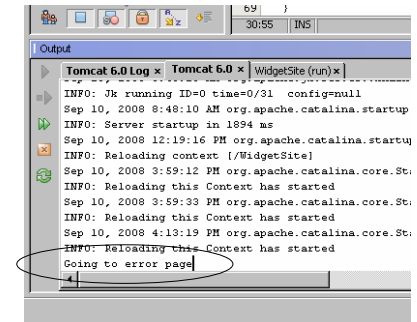 69 }
30:55 INS
Output
Tomcat 6.0 Log × Tomcat 6.0 × WidgetSite (run) ×
INFO: Jk running ID=0 time=0/31 config=null
Sep 10, 2008 8:48:10 AM org.apache.catalina.startup
INFO: Server startup in 1894 ms
Sep 10, 2008 12:19:16 PM org.apache.catalina.startup
INFO: Reloading context [/WidgetSite]
Sep 10, 2008 3:59:12 PM org.apache.catalina.core.Sta
INFO: Reloading this Context has started
Sep 10, 2008 3:59:33 PM org.apache.catalina.core.Sta
INFO: Reloading this Context has started
Sep 10, 2008 4:13:19 PM org.apache.catalina.core.Sta
INFO: Reloading this Context has started
Going to error page